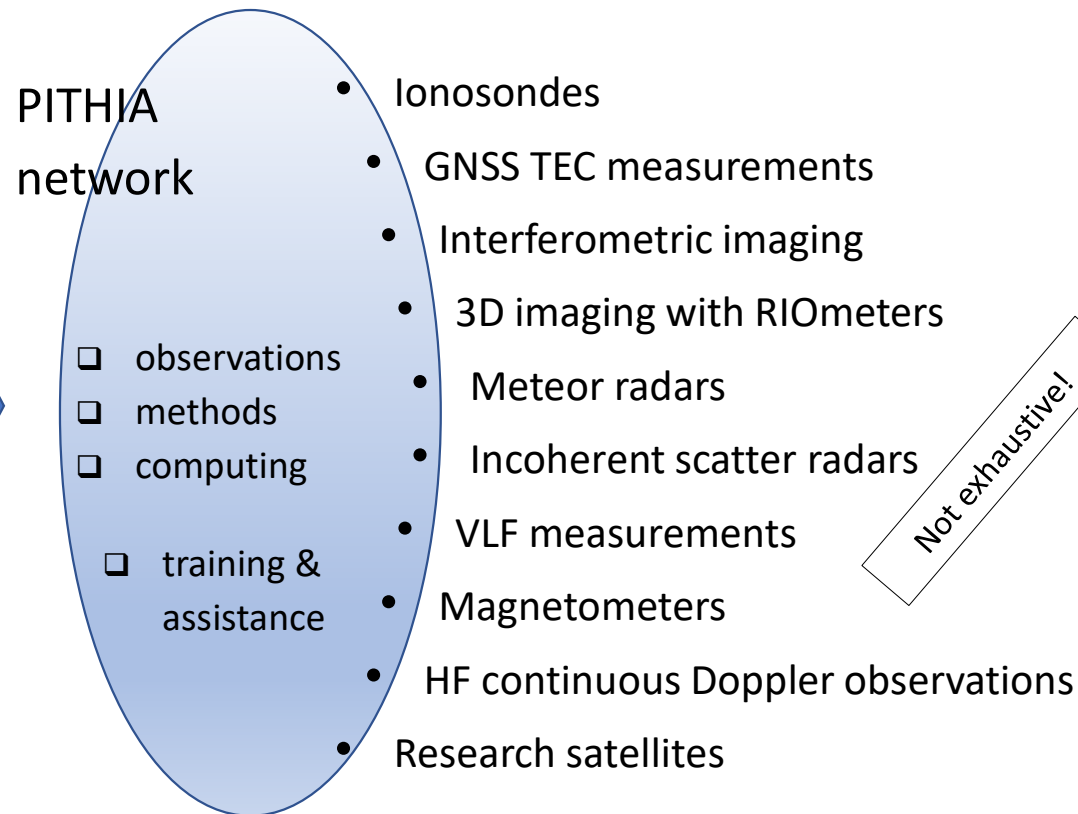 PITHIA
network
• Ionosondes
• GNSS TEC measurements
• Interferometric imaging
• 3D imaging with RIOmeters
❑ observations
• Meteor radars
❑ methods
❑ computing
• Incoherent scatter radars
• VLF measurements
❑ training &
assistance
• Magnetometers
• HF continuous Doppler observations
• Research satellites
Not exhaustive!